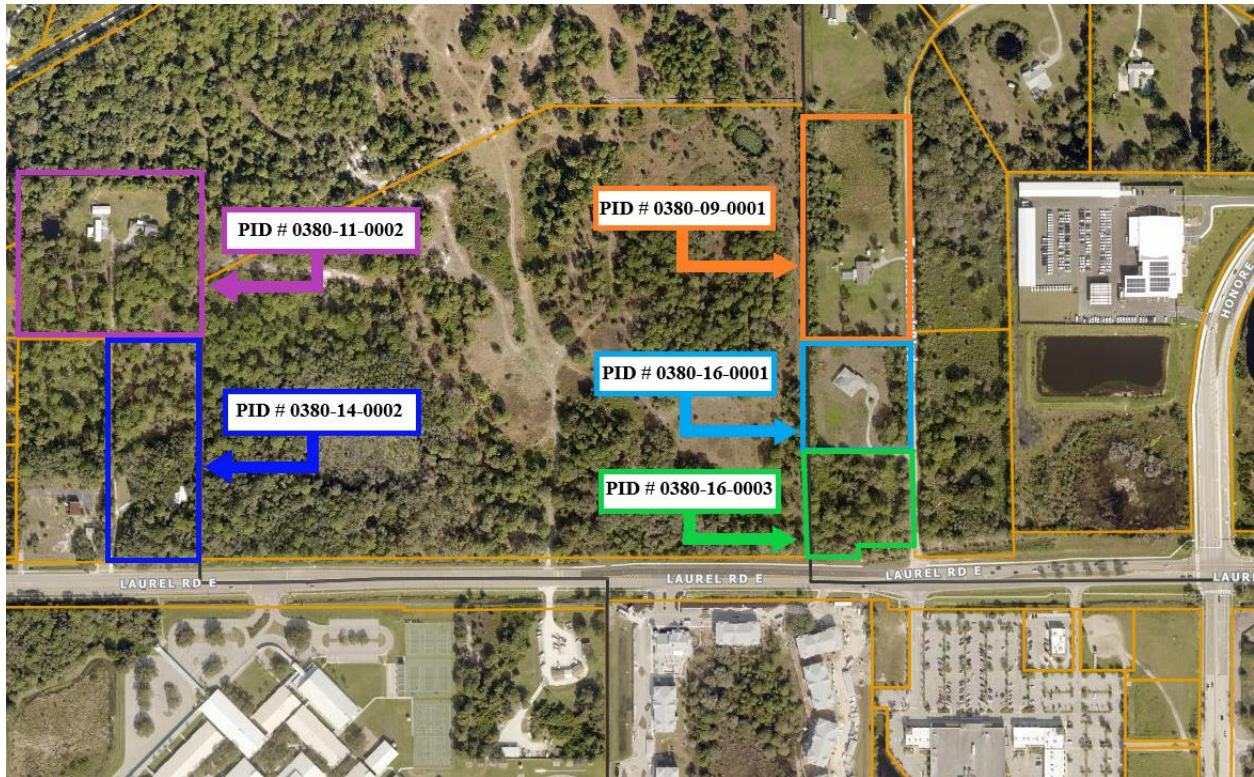 PID # 0380-09-0001
PID # 0380-11-0002
PID # 0380-16-0001
PID # 0380-14-0002
PID # 0380-16-0003
HONORE
LAUREL RD E
LAUREL RD E
LAUREL RD E